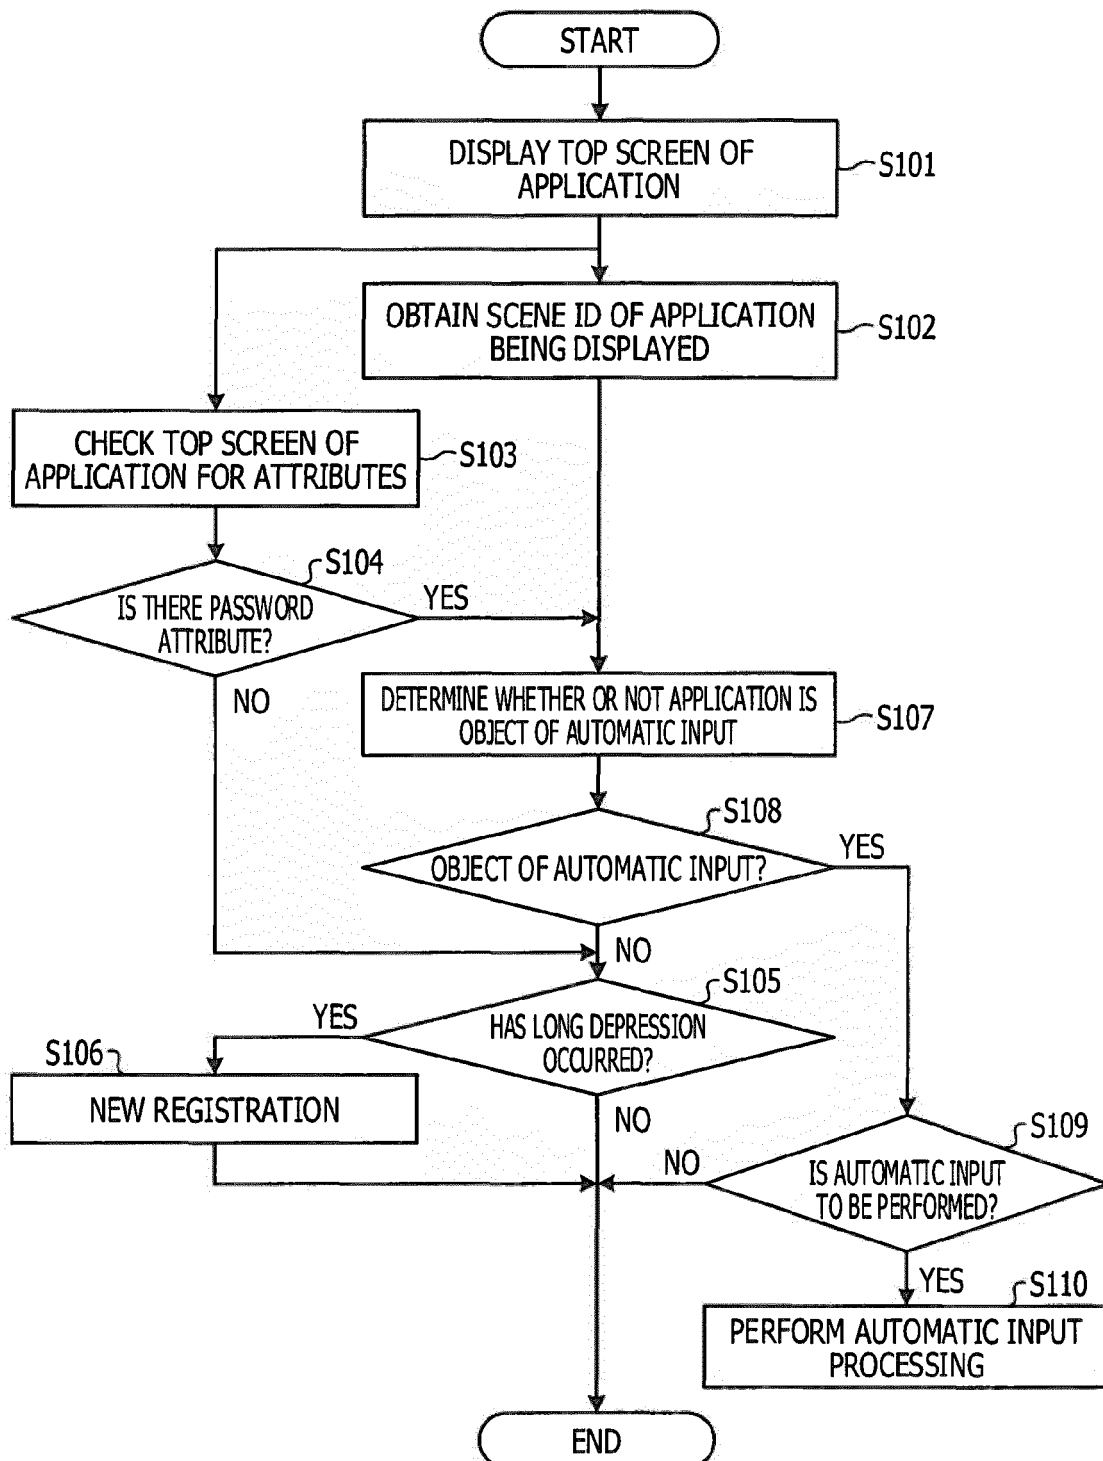 START
DISPLAY TOP SCREEN OF
APPLICATION
S101
OBTAIN SCENE ID OF APPLICATION
BEING DISPLAYED
S102
CHECK TOP SCREEN OF
APPLICATION FOR ATTRIBUTES
S103
S104
IS THERE PASSWORD
ATTRIBUTE?
YES
NO
DETERMINE WHETHER OR NOT APPLICATION IS
OBJECT OF AUTOMATIC INPUT
S107
S108
OBJECT OF AUTOMATIC INPUT?
YES
NO
S105
HAS LONG DEPRESSION
OCCURRED?
YES
NO
S106
NEW REGISTRATION
S109
IS AUTOMATIC INPUT
TO BE PERFORMED?
NO
YES
S110
PERFORM AUTOMATIC INPUT
PROCESSING
END